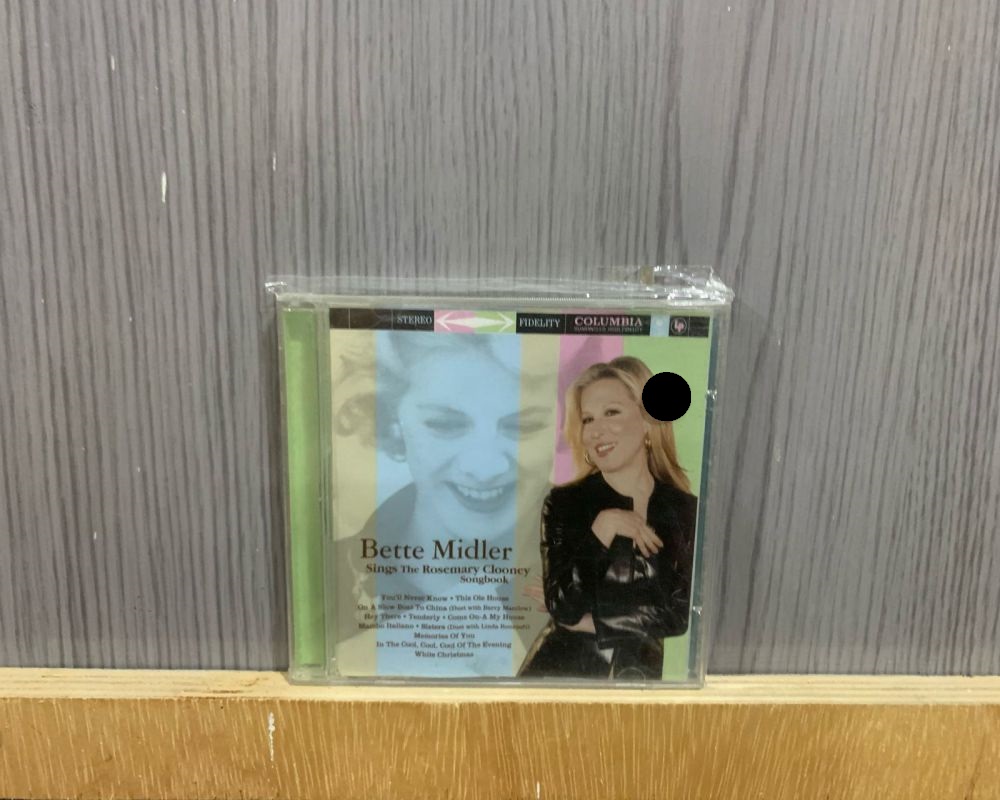 STEREO FIDELITY COLUMBIA
Bette Midler
Sings The Rosemary Clooney
Songbook
You'll Never Know • This Ole House
On A Slow Boat To China (Duet with Barry Manilow)
Hey There • Tenderly • Come On-A My House
Mambo Italiano • Sisters (Duet with Linda Ronstadt)
Memories Of You
In The Cool, Cool, Cool Of The Evening
White Christmas